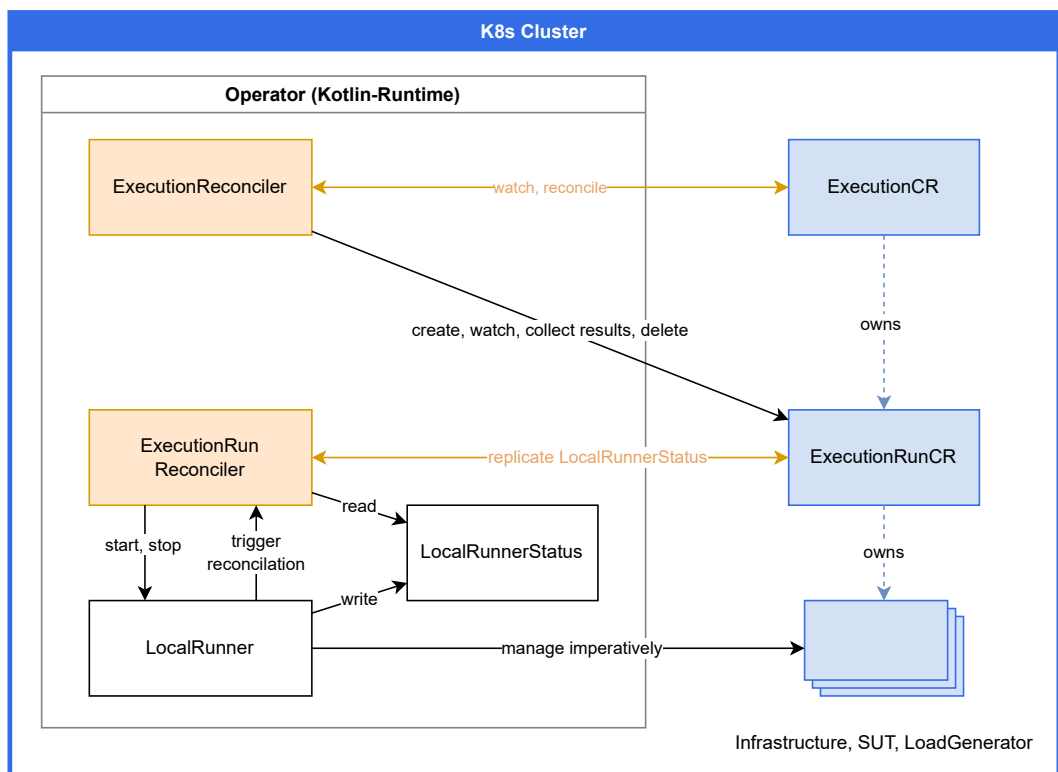 K8s Cluster
Operator (Kotlin-Runtime)
ExecutionReconciler
watch, reconcile
ExecutionCR
create, watch, collect results, delete
owns
ExecutionRun
Reconciler
replicate LocalRunnerStatus
ExecutionRunCR
read
start, stop
trigger
reconcilation
LocalRunnerStatus
owns
write
LocalRunner
manage imperatively
Infrastructure, SUT, LoadGenerator